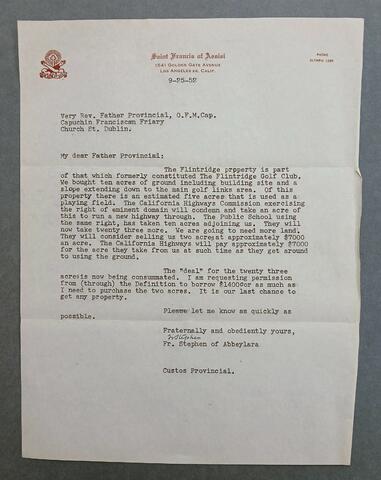 Saint Francis of Assisi
1541 GOLDEN GATE AVENUE
LOS ANGELES 26, CALIF.
PHONE
OLYMPIA
9-25-52
Very Rev. Father Provincial, O.F.M.Cap.
Capuchin Franciscan Friary
Church St. Dublin.
My dear Father Provincial:
The Flintridge property is part
of that which formerly constituted The Flintridge Golf Club.
We bought ten acres of ground including building site and a
slope extending down to the main golf links area. Of this
property there is an estimated five acres that is used as a
playing field. The California Highways Commission exercising
the right of eminent domain will condemn and take an acre of
this to run a new highway through. The Public School using
the same right, has taken ten acres adjoining us. They will
now take twenty three more. We are going to need more land.
They will consider selling us two acres at approximately $7000
an acre. The California Highways will pay approximately $7000
for the acre they take from us at such time as they get around
to using the ground.
The "deal" for the twenty three
acres is now being consummated. I am requesting permission
from (through) the Definition to borrow $14000 or as much as
I need to purchase the two acres. It is our last chance to
get any property.
Please let me know as quickly as
possible.
Fraternally and obediently yours,
Fr. Stephen of Abbeylara
Custos Provincial.